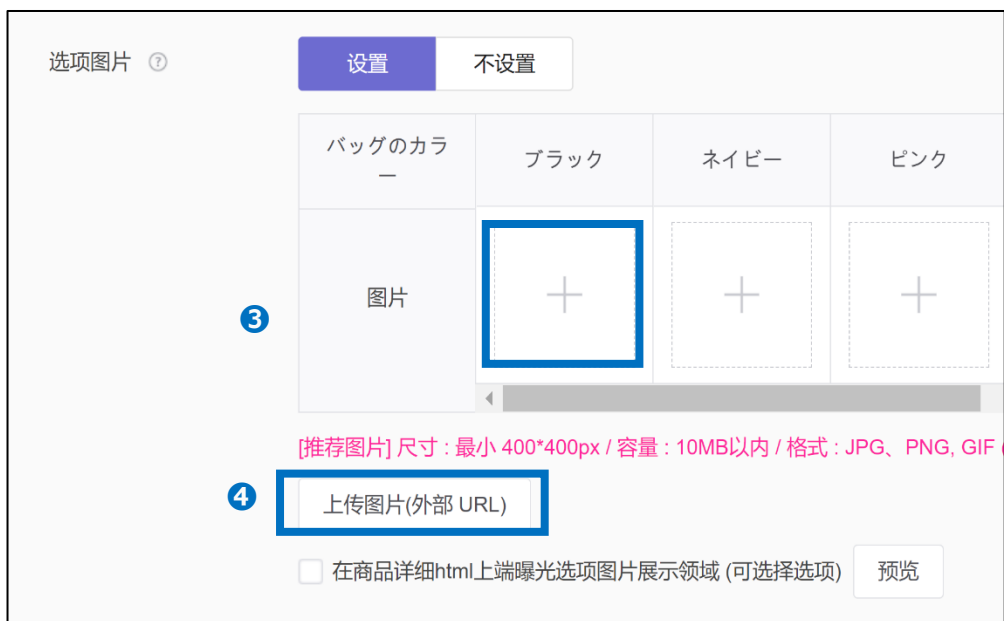 选项图片 ?
设置 不设置
バッグのカラー ブラック ネイビー ピンク
图片
3
[推荐图片] 尺寸 : 最小 400*400px / 容量 : 10MB以内 / 格式 : JPG、PNG, GIF (
4
上传图片(外部 URL)
在商品详细html上端曝光选项图片展示领域 (可选择选项) 预览